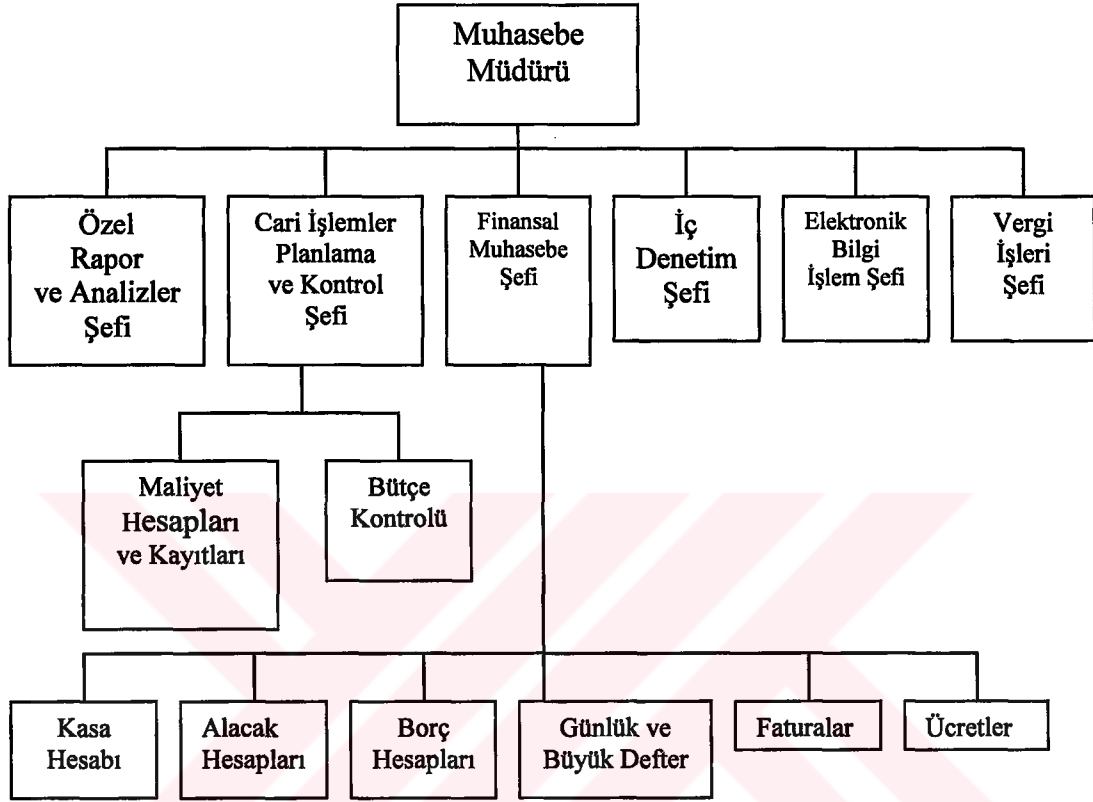 Muhasebe
Müdürü
Özel
Rapor
ve Analizler
Şefi
Cari İşlemler
Planlama
ve Kontrol
Şefi
Finansal
Muhasebe
Şefi
İç
Denetim
Şefi
Elektronik
Bilgi
İşlem Şefi
Vergi
İşleri
Şefi
Maliyet
Hesapları
ve Kayıtları
Bütçe
Kontrolü
Kasa
Hesabı
Alacak
Hesapları
Borç
Hesapları
Günlük ve
Büyük Defter
Faturalar
Ücretler